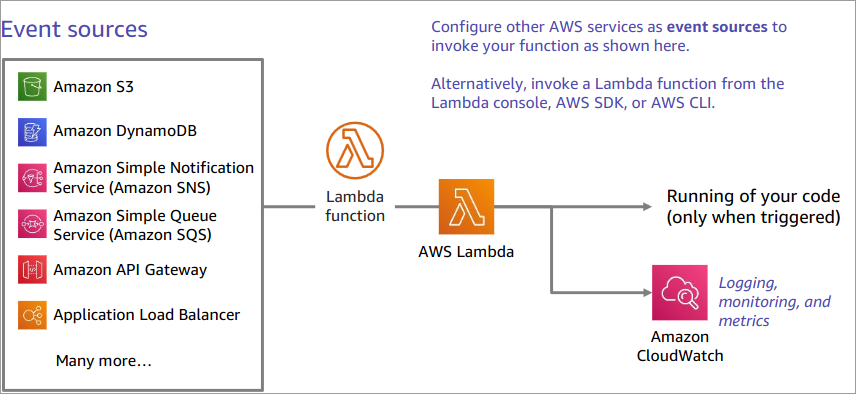 Event sources
Configure other AWS services as event sources to
invoke your function as shown here.
Alternatively, invoke a Lambda function from the
Lambda console, AWS SDK, or AWS CLI.
Amazon S3
Amazon DynamoDB
Amazon Simple Notification
Service (Amazon SNS)
Amazon Simple Queue
Service (Amazon SQS)
Amazon API Gateway
Application Load Balancer
Many more...
Lambda
function
AWS Lambda
Running of your code
(only when triggered)
Amazon
CloudWatch
Logging,
monitoring, and
metrics